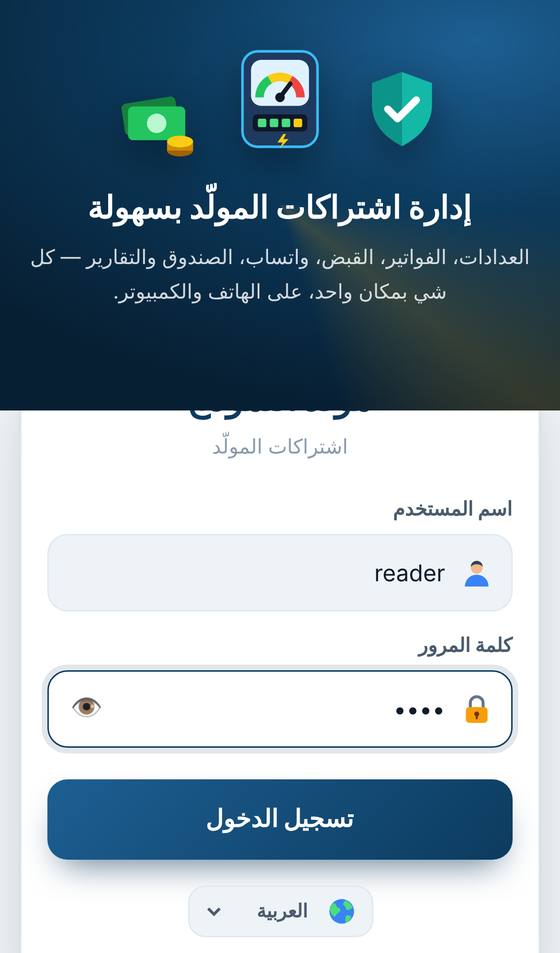 إدارة اشتراكات المولّد بسهولة
العدادات، الفواتير، القبض، واتساب، الصندوق والتقارير — كل
شي بمكان واحد، على الهاتف والكمبيوتر.
اشتراكات المولّد
اسم المستخدم
reader
كلمة المرور
••••
تسجيل الدخول
العربية